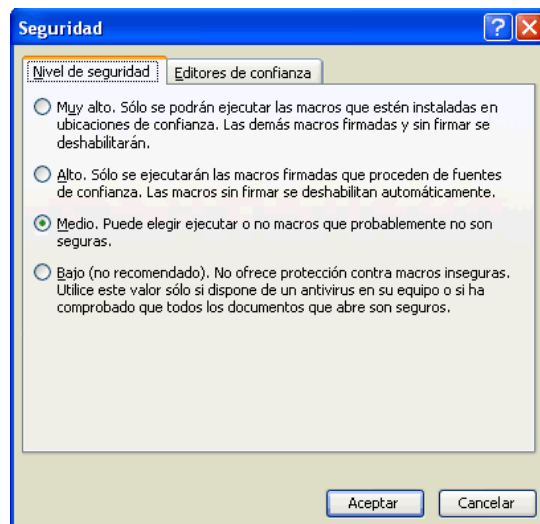 Seguridad
Nivel de seguridad
Editores de confianza
Muy alto. Sólo se podrán ejecutar las macros que estén instaladas en
ubicaciones de confianza. Las demás macros firmadas y sin firmar se
deshabilitarán.
Alto. Sólo se ejecutarán las macros firmadas que proceden de fuentes
de confianza. Las macros sin firmar se deshabilitan automáticamente.
Medio. Puede elegir ejecutar o no macros que probablemente no son
seguras.
Bajo (no recomendado). No ofrece protección contra macros inseguras.
Utilice este valor sólo si dispone de un antivirus en su equipo o si ha
comprobado que todos los documentos que abre son seguros.
Aceptar
Cancelar